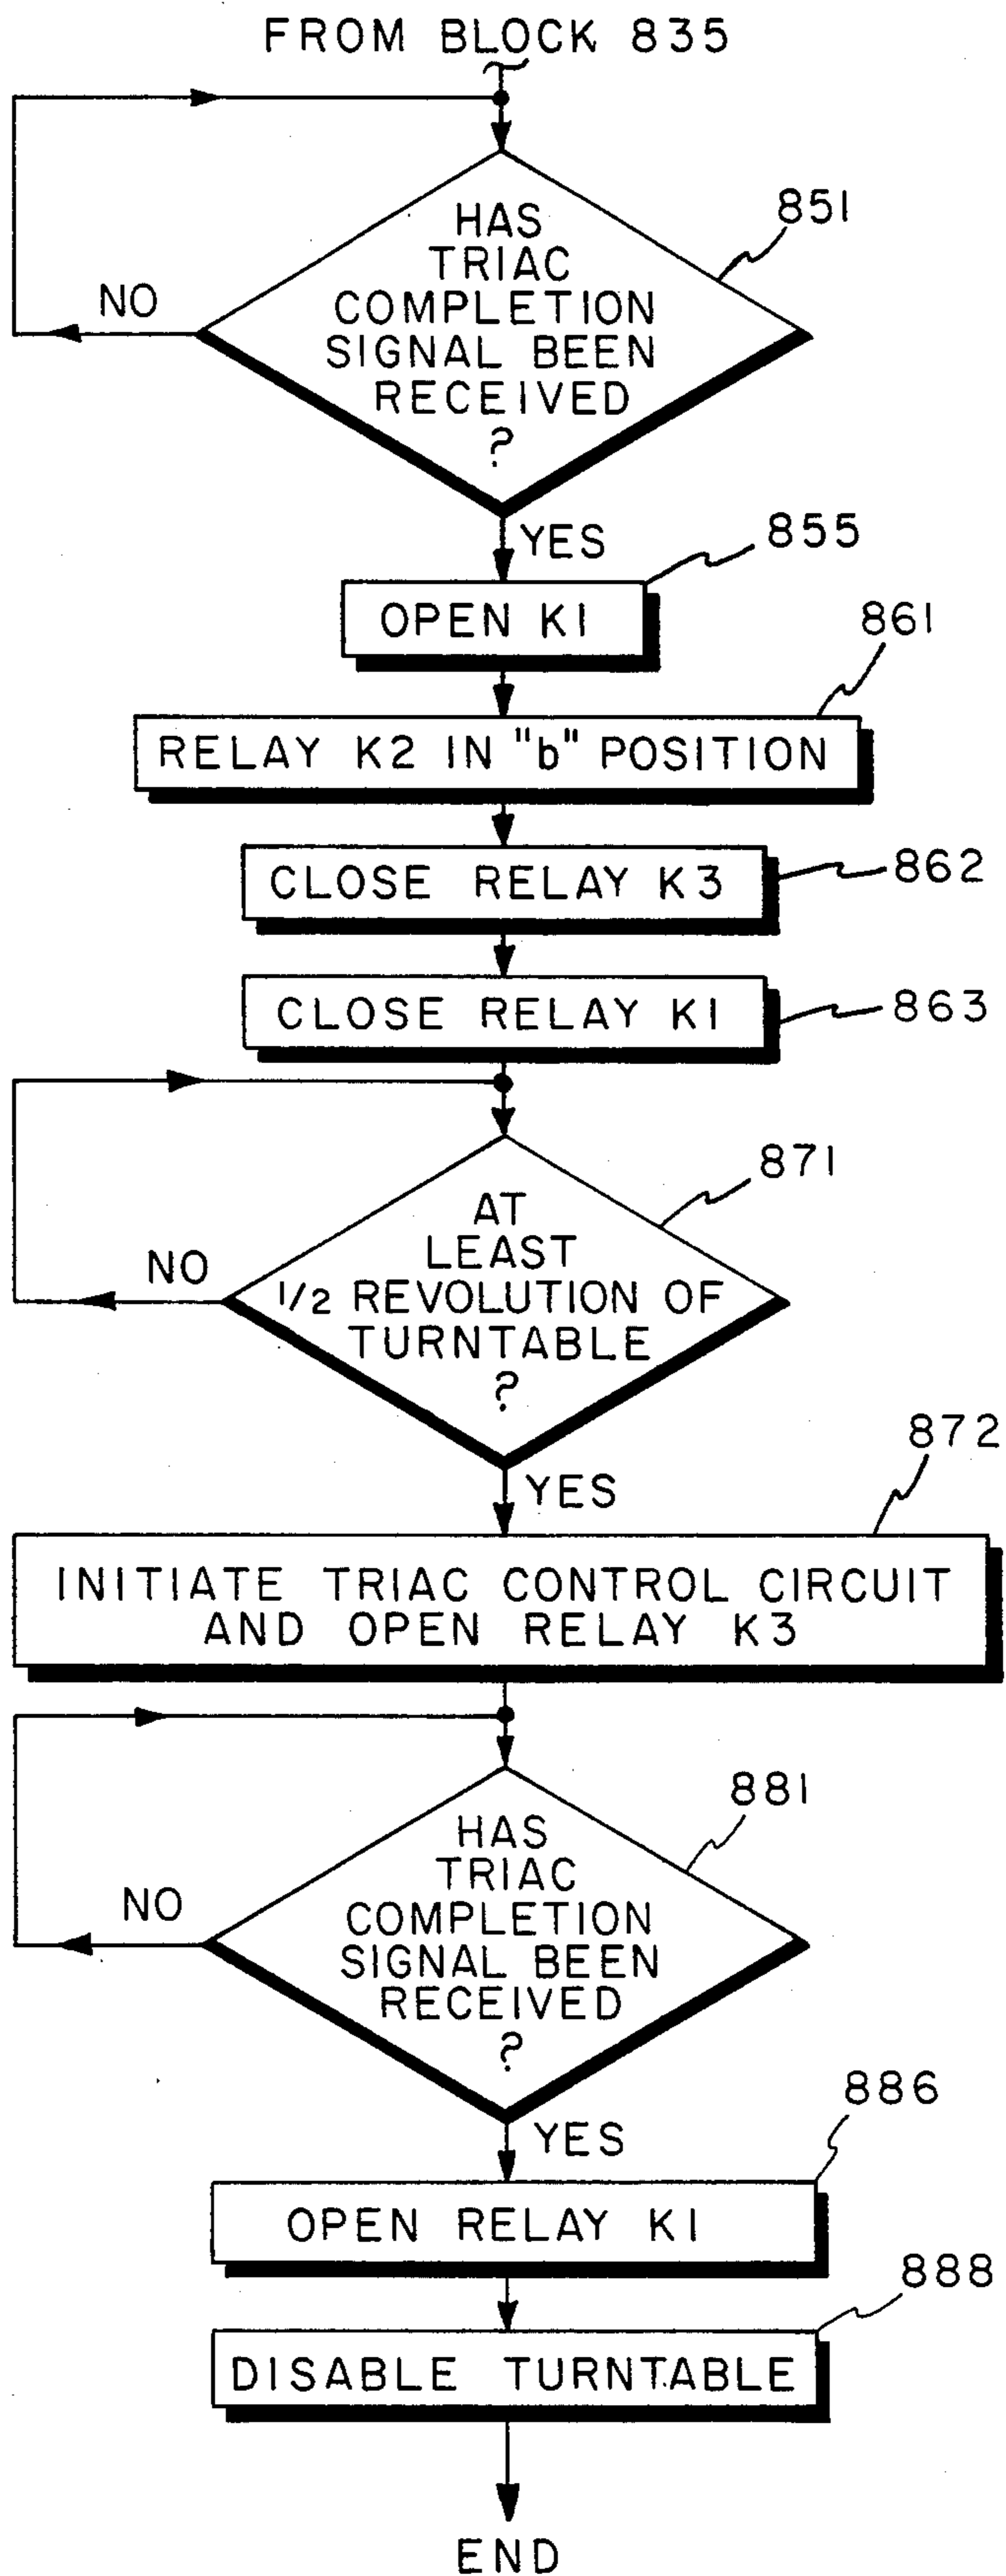 FROM BLOCK 835
851
HAS
TRIAC
COMPLETION
SIGNAL BEEN
RECEIVED
?
NO
YES
855
OPEN K1
861
RELAY K2 IN "b" POSITION
CLOSE RELAY K3
862
CLOSE RELAY K1
863
871
AT
LEAST
1/2 REVOLUTION OF
TURNTABLE
?
NO
YES
872
INITIATE TRIAC CONTROL CIRCUIT
AND OPEN RELAY K3
881
HAS
TRIAC
COMPLETION
SIGNAL BEEN
RECEIVED
?
NO
YES
886
OPEN RELAY K1
888
DISABLE TURNTABLE
END